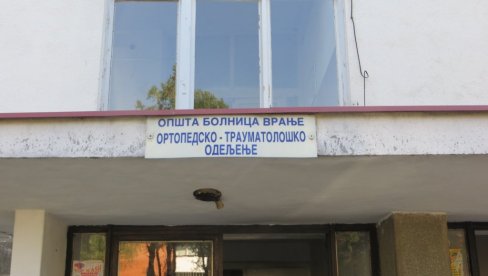 ОПШТА БОЛНИЦА ВРАЊЕ
ОРТОПЕДСКО - ТРАУМАТОЛОШКО
ОДЕЉЕЊЕ